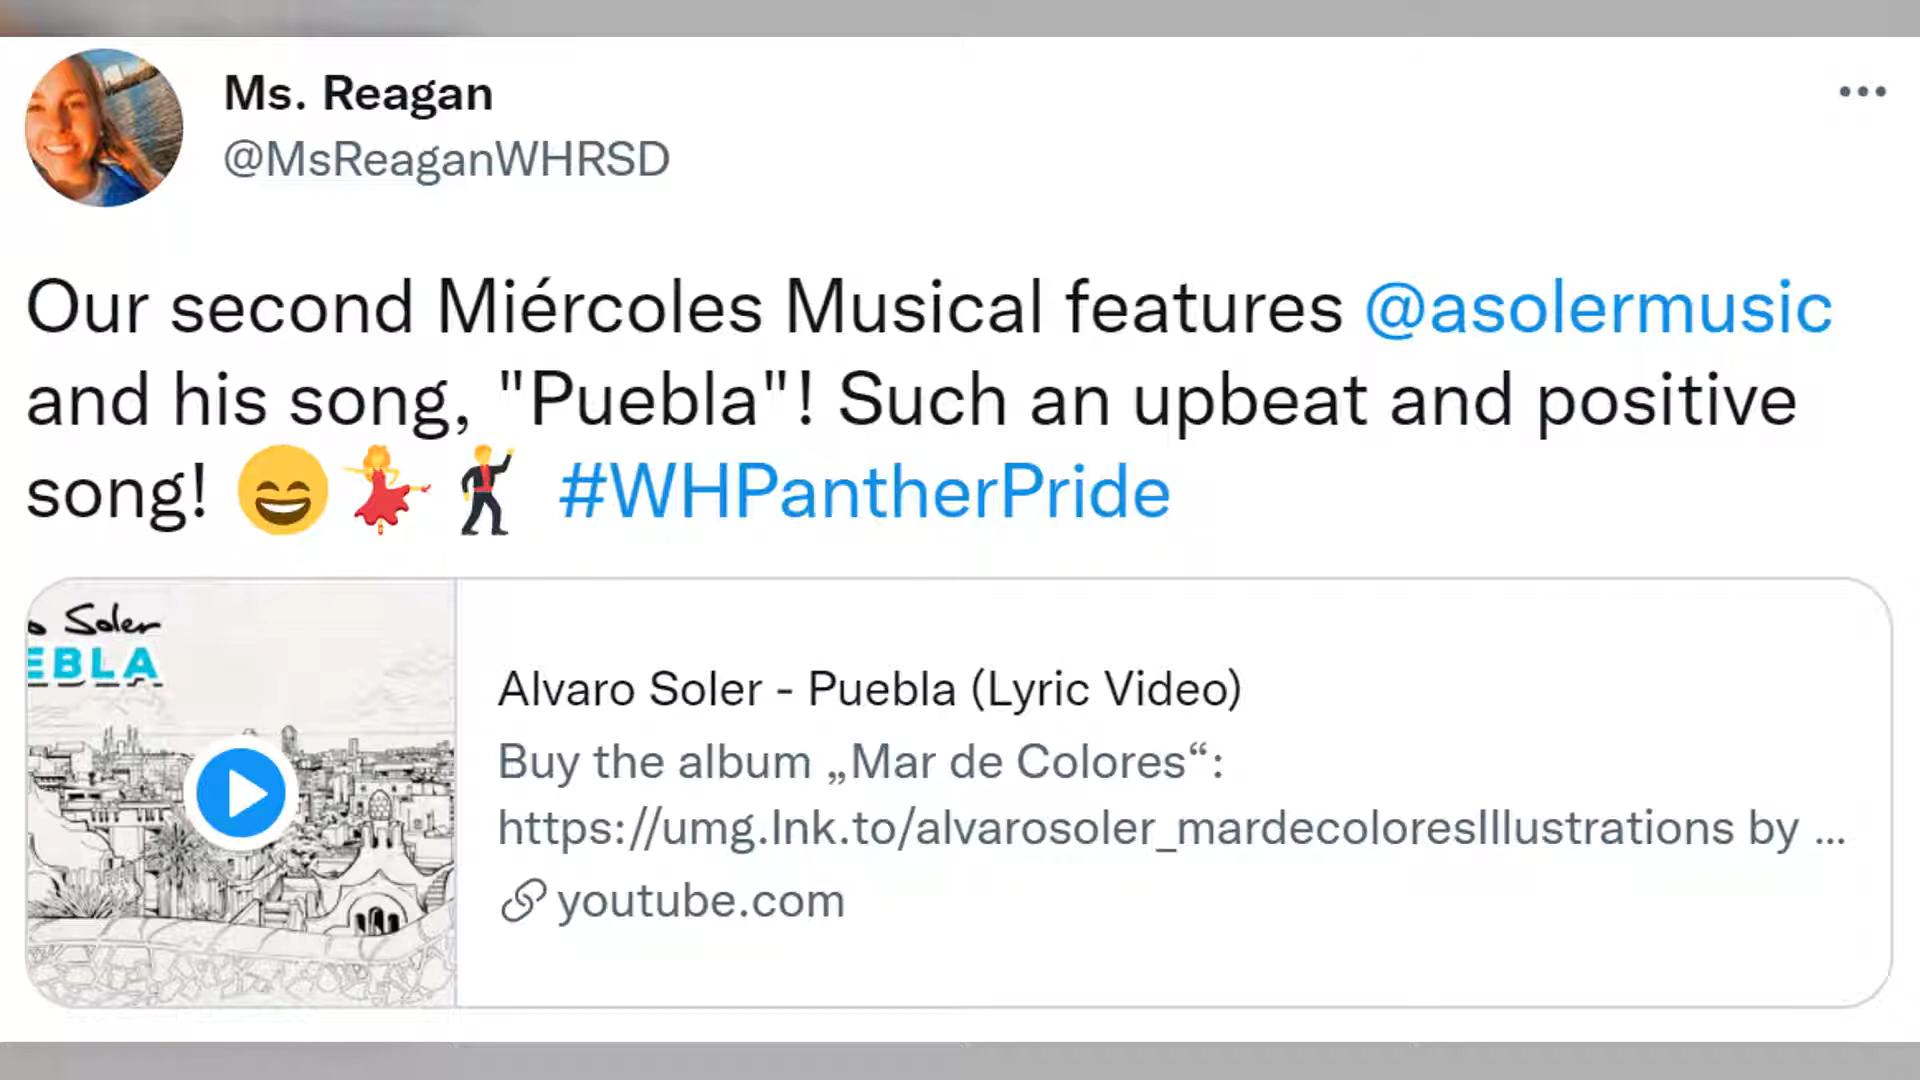 Ms. Reagan
@MsReaganWHRSD
Our second Miércoles Musical features @asolermusic
and his song, "Puebla"! Such an upbeat and positive
song! 😄💃🕺 #WHPantherPride
o Soler
EBLA
Alvaro Soler - Puebla (Lyric Video)
Buy the album „Mar de Colores“:
https://umg.lnk.to/alvarosoler_mardecoloresIllustrations by ...
youtube.com